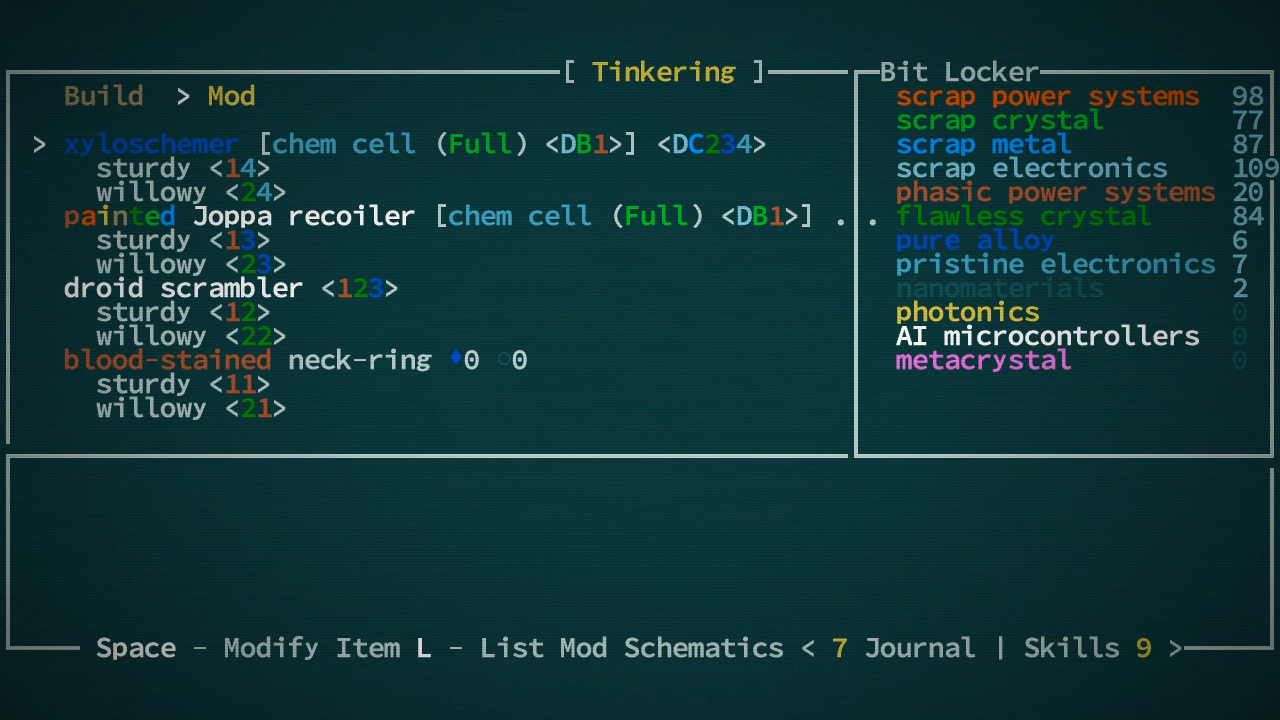 [ Tinkering ]
Build > Mod
> xyloschemer [chem cell (Full) <DB1>] <DC234>
sturdy <14>
willowy <24>
painted Joppa recoiler [chem cell (Full) <DB1>] . .
sturdy <13>
willowy <23>
droid scrambler <123>
sturdy <12>
willowy <22>
blood-stained neck-ring ♦0 ○0
sturdy <11>
willowy <21>
Bit Locker
scrap power systems 98
scrap crystal 77
scrap metal 87
scrap electronics 109
phasic power systems 20
flawless crystal 84
pure alloy 6
pristine electronics 7
nanomaterials 2
photonics 0
AI microcontrollers 0
metacrystal 0
Space - Modify Item L - List Mod Schematics < 7 Journal | Skills 9 >